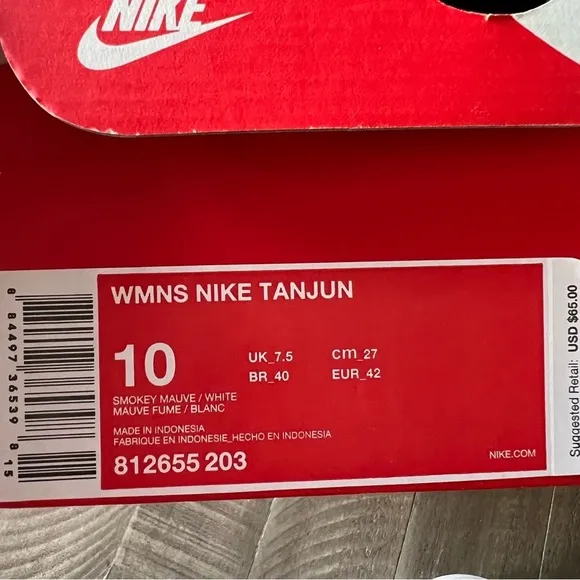 NIKE
WMNS NIKE TANJUN
10
UK_7.5 cm_27
BR_40 EUR_42
SMOKEY MAUVE / WHITE
MAUVE FUME / BLANC
MADE IN INDONESIA
FABRIQUE EN INDONESIE_HECHO EN INDONESIA
812655 203
NIKE.COM
Suggested Retail: USD $65.00
8 84497 36539 8 15